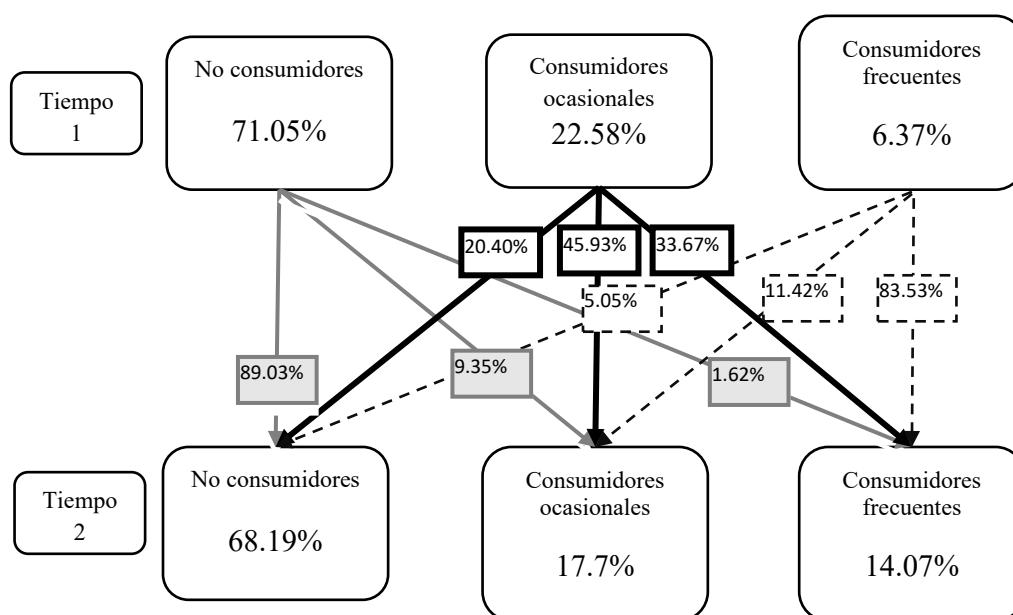 Tiempo
1
No consumidores
71.05%
Consumidores
ocasionales
22.58%
Consumidores
frecuentes
6.37%
20.40%
45.93%
33.67%
5.05%
11.42%
83.53%
89.03%
9.35%
1.62%
Tiempo
2
No consumidores
68.19%
Consumidores
ocasionales
17.7%
Consumidores
frecuentes
14.07%